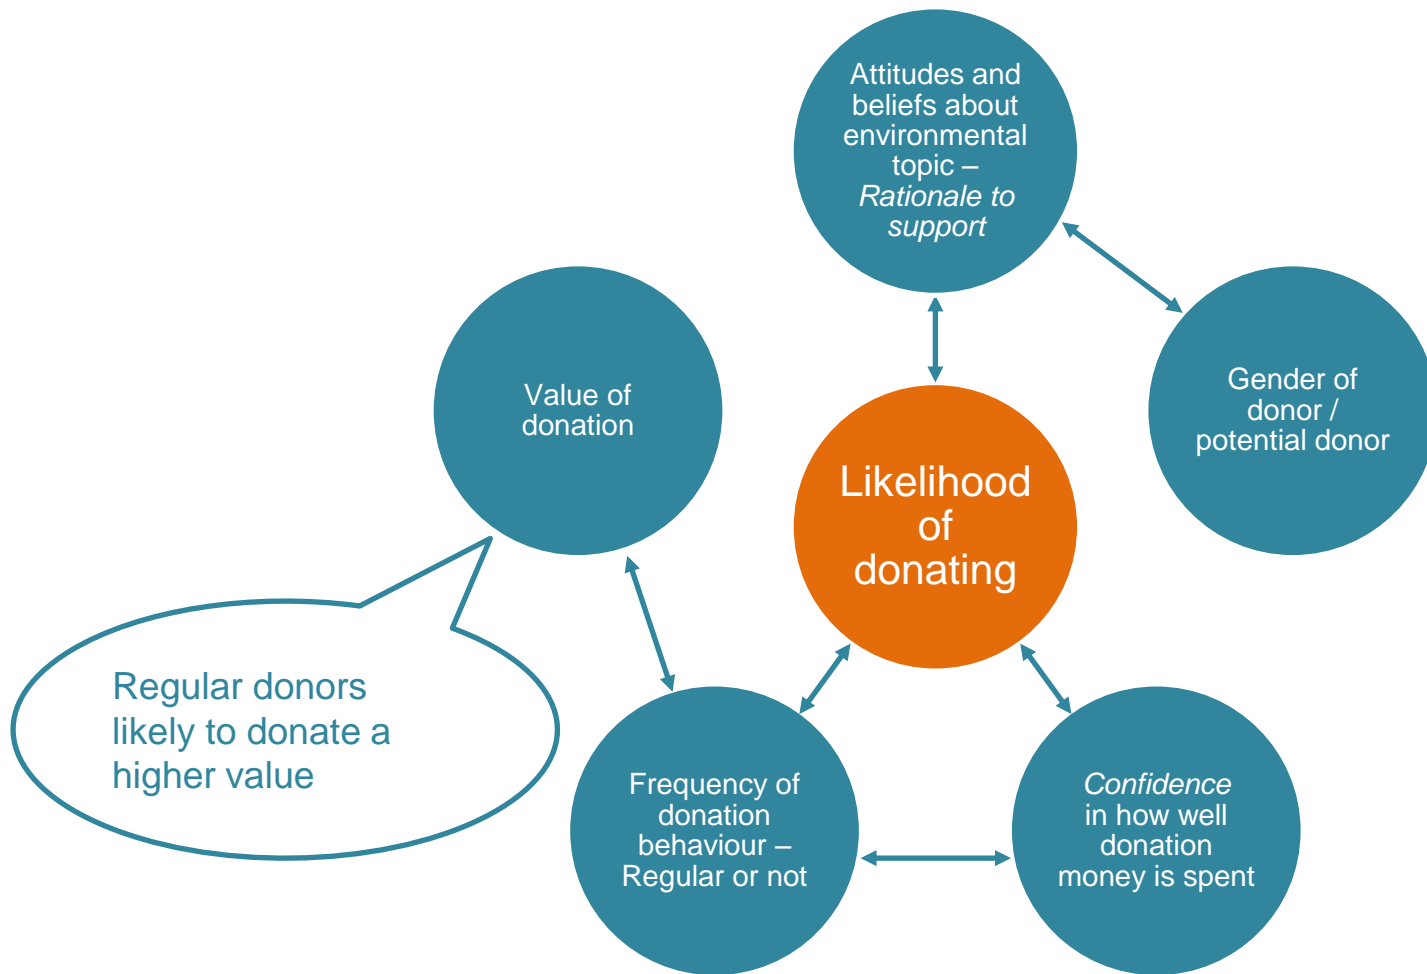 Attitudes and
beliefs about
environmental
topic –
Rationale to
support
Value of
donation
Gender of
donor /
potential donor
Likelihood
of
donating
Regular donors
likely to donate a
higher value
Frequency of
donation
behaviour –
Regular or not
Confidence
in how well
donation
money is spent